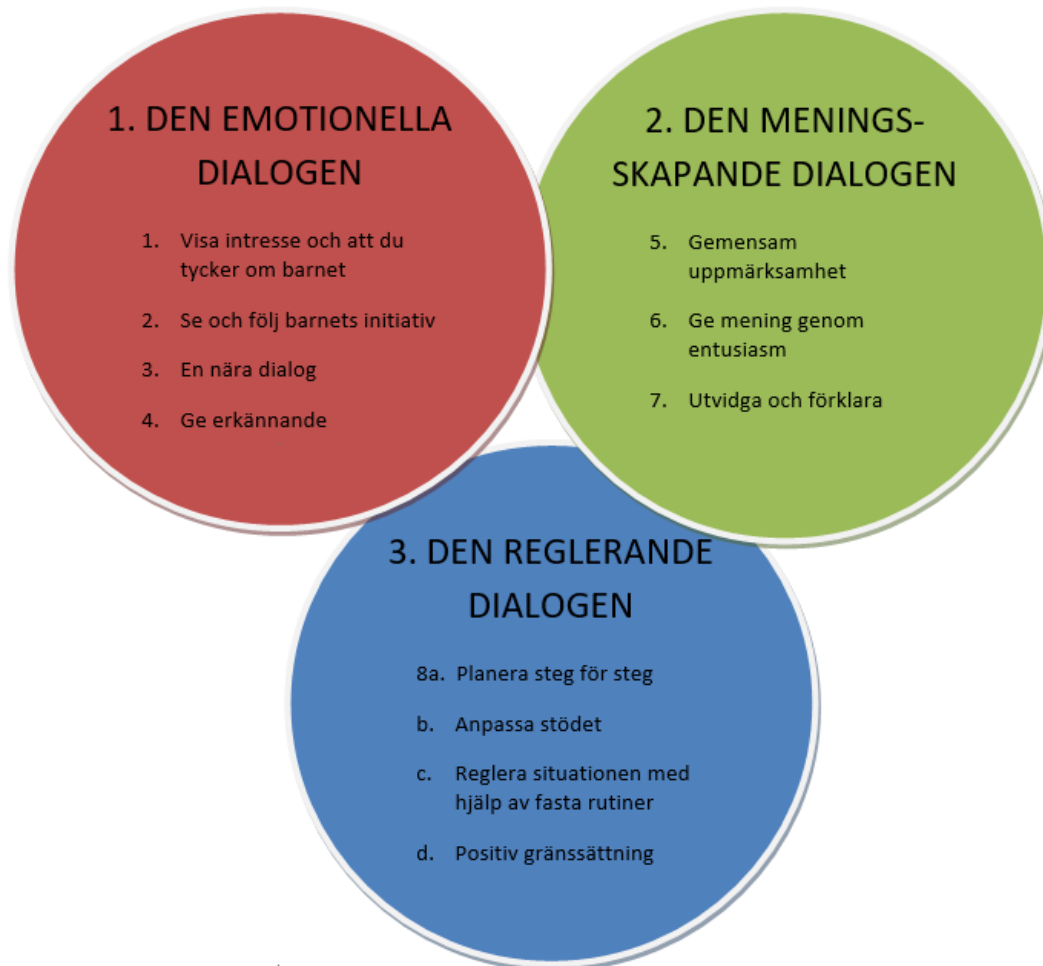 1. DEN EMOTIONELLA
DIALOGEN
1. Visa intresse och att du
tycker om barnet
2. Se och följ barnets initiativ
3. En nära dialog
4. Ge erkännande
2. DEN MENINGS-
SKAPANDE DIALOGEN
5. Gemensam
uppmärksamhet
6. Ge mening genom
entusiasm
7. Utvidga och förklara
3. DEN REGLERANDE
DIALOGEN
8a. Planera steg för steg
b. Anpassa stödet
c. Reglera situationen med
hjälp av fasta rutiner
d. Positiv gränssättning